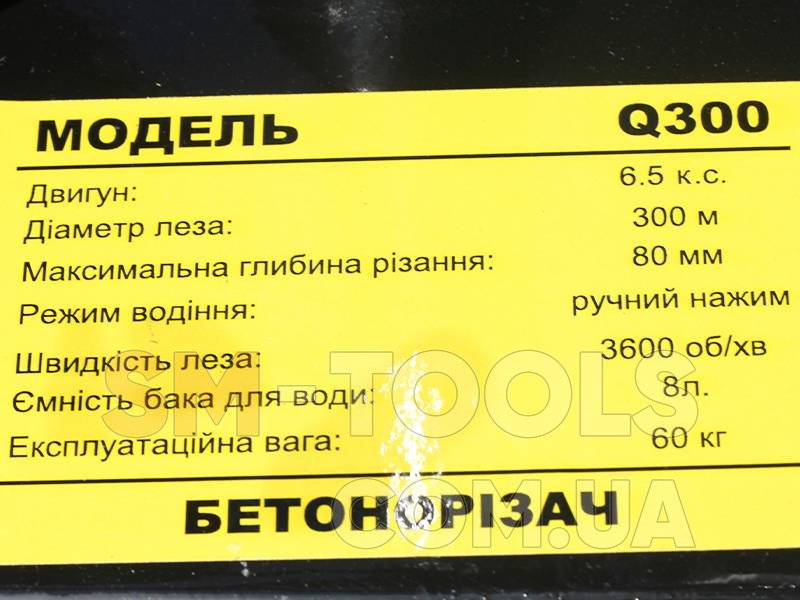 МОДЕЛЬ Q300
Двигун: 6.5 к.с.
Діаметр леза: 300 м
Максимальна глибина різання: 80 мм
Режим водіння: ручний нажим
Швидкість леза: 3600 об/хв
Ємність бака для води: 8л.
Експлуатаційна вага: 60 кг
SM-TOOLS
БЕТОНОРІЗАЧ
COM.UA